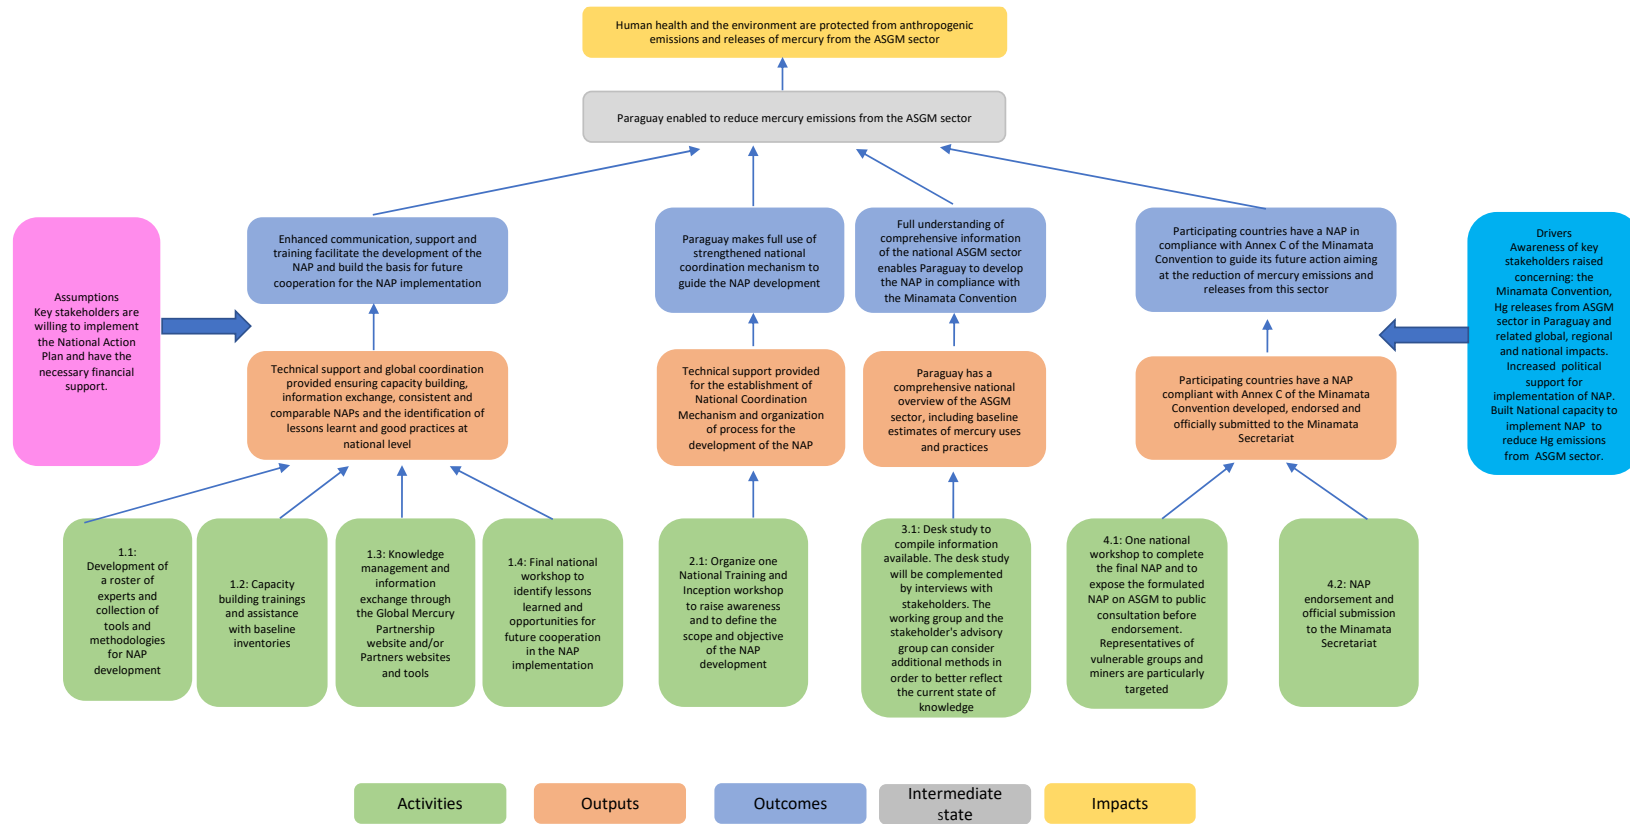 Human health and the environment are protected from anthropogenic
emissions and releases of mercury from the ASGM sector
Paraguay enabled to reduce mercury emissions from the ASGM sector
Assumptions
Key stakeholders are
willing to implement
the National Action
Plan and have the
necessary financial
support.
Enhanced communication, support and
training facilitate the development of the
NAP and build the basis for future
cooperation for the NAP implementation
Paraguay makes full use of
strengthened national
coordination mechanism to
guide the NAP development
Full understanding of
comprehensive information
of the national ASGM sector
enables Paraguay to develop
the NAP in compliance with
the Minamata Convention
Participating countries have a NAP in
compliance with Annex C of the Minamata
Convention to guide its future action aiming
at the reduction of mercury emissions and
releases from this sector
Drivers
Awareness of key
stakeholders raised
concerning: the
Minamata Convention,
Hg releases from ASGM
sector in Paraguay and
related global, regional
and national impacts.
Increased political
support for
implementation of NAP.
Built National capacity to
implement NAP to
reduce Hg emissions
from ASGM sector.
Technical support and global coordination
provided ensuring capacity building,
information exchange, consistent and
comparable NAPs and the identification of
lessons learnt and good practices at
national level
Technical support provided
for the establishment of
National Coordination
Mechanism and organization
of process for the
development of the NAP
Paraguay has a
comprehensive national
overview of the ASGM
sector, including baseline
estimates of mercury uses
and practices
Participating countries have a NAP
compliant with Annex C of the Minamata
Convention developed, endorsed and
officially submitted to the Minamata
Secretariat
1.1:
Development of
a roster of
experts and
collection of
tools and
methodologies
for NAP
development
1.2: Capacity
building trainings
and assistance
with baseline
inventories
1.3: Knowledge
management and
information
exchange through
the Global Mercury
Partnership
website and/or
Partners websites
and tools
1.4: Final national
workshop to
identify lessons
learned and
opportunities for
future cooperation
in the NAP
implementation
2.1: Organize one
National Training and
Inception workshop
to raise awareness
and to define the
scope and objective
of the NAP
development
3.1: Desk study to
compile information
available. The desk study
will be complemented
by interviews with
stakeholders. The
working group and the
stakeholder's advisory
group can consider
additional methods in
order to better reflect
the current state of
knowledge
4.1: One national
workshop to complete
the final NAP and to
expose the formulated
NAP on ASGM to public
consultation before
endorsement.
Representatives of
vulnerable groups and
miners are particularly
targeted
4.2: NAP
endorsement and
official submission
to the Minamata
Secretariat
Activities
Outputs
Outcomes
Intermediate
state
Impacts